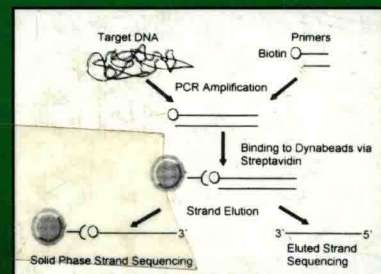 Target DNA
Primers
Biotin
PCR Amplification
Binding to Dynabeads via
Streptavidin
Strand Elution
3'
3' 5'
Solid Phase Strand Sequencing
Eluted Strand
Sequencing